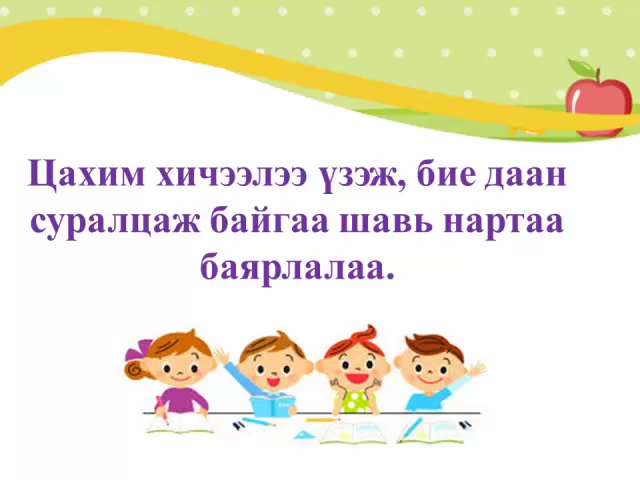 Цахим хичээлээ үзэж, бие даан
суралцаж байгаа шавь нартаа
баярлалаа.